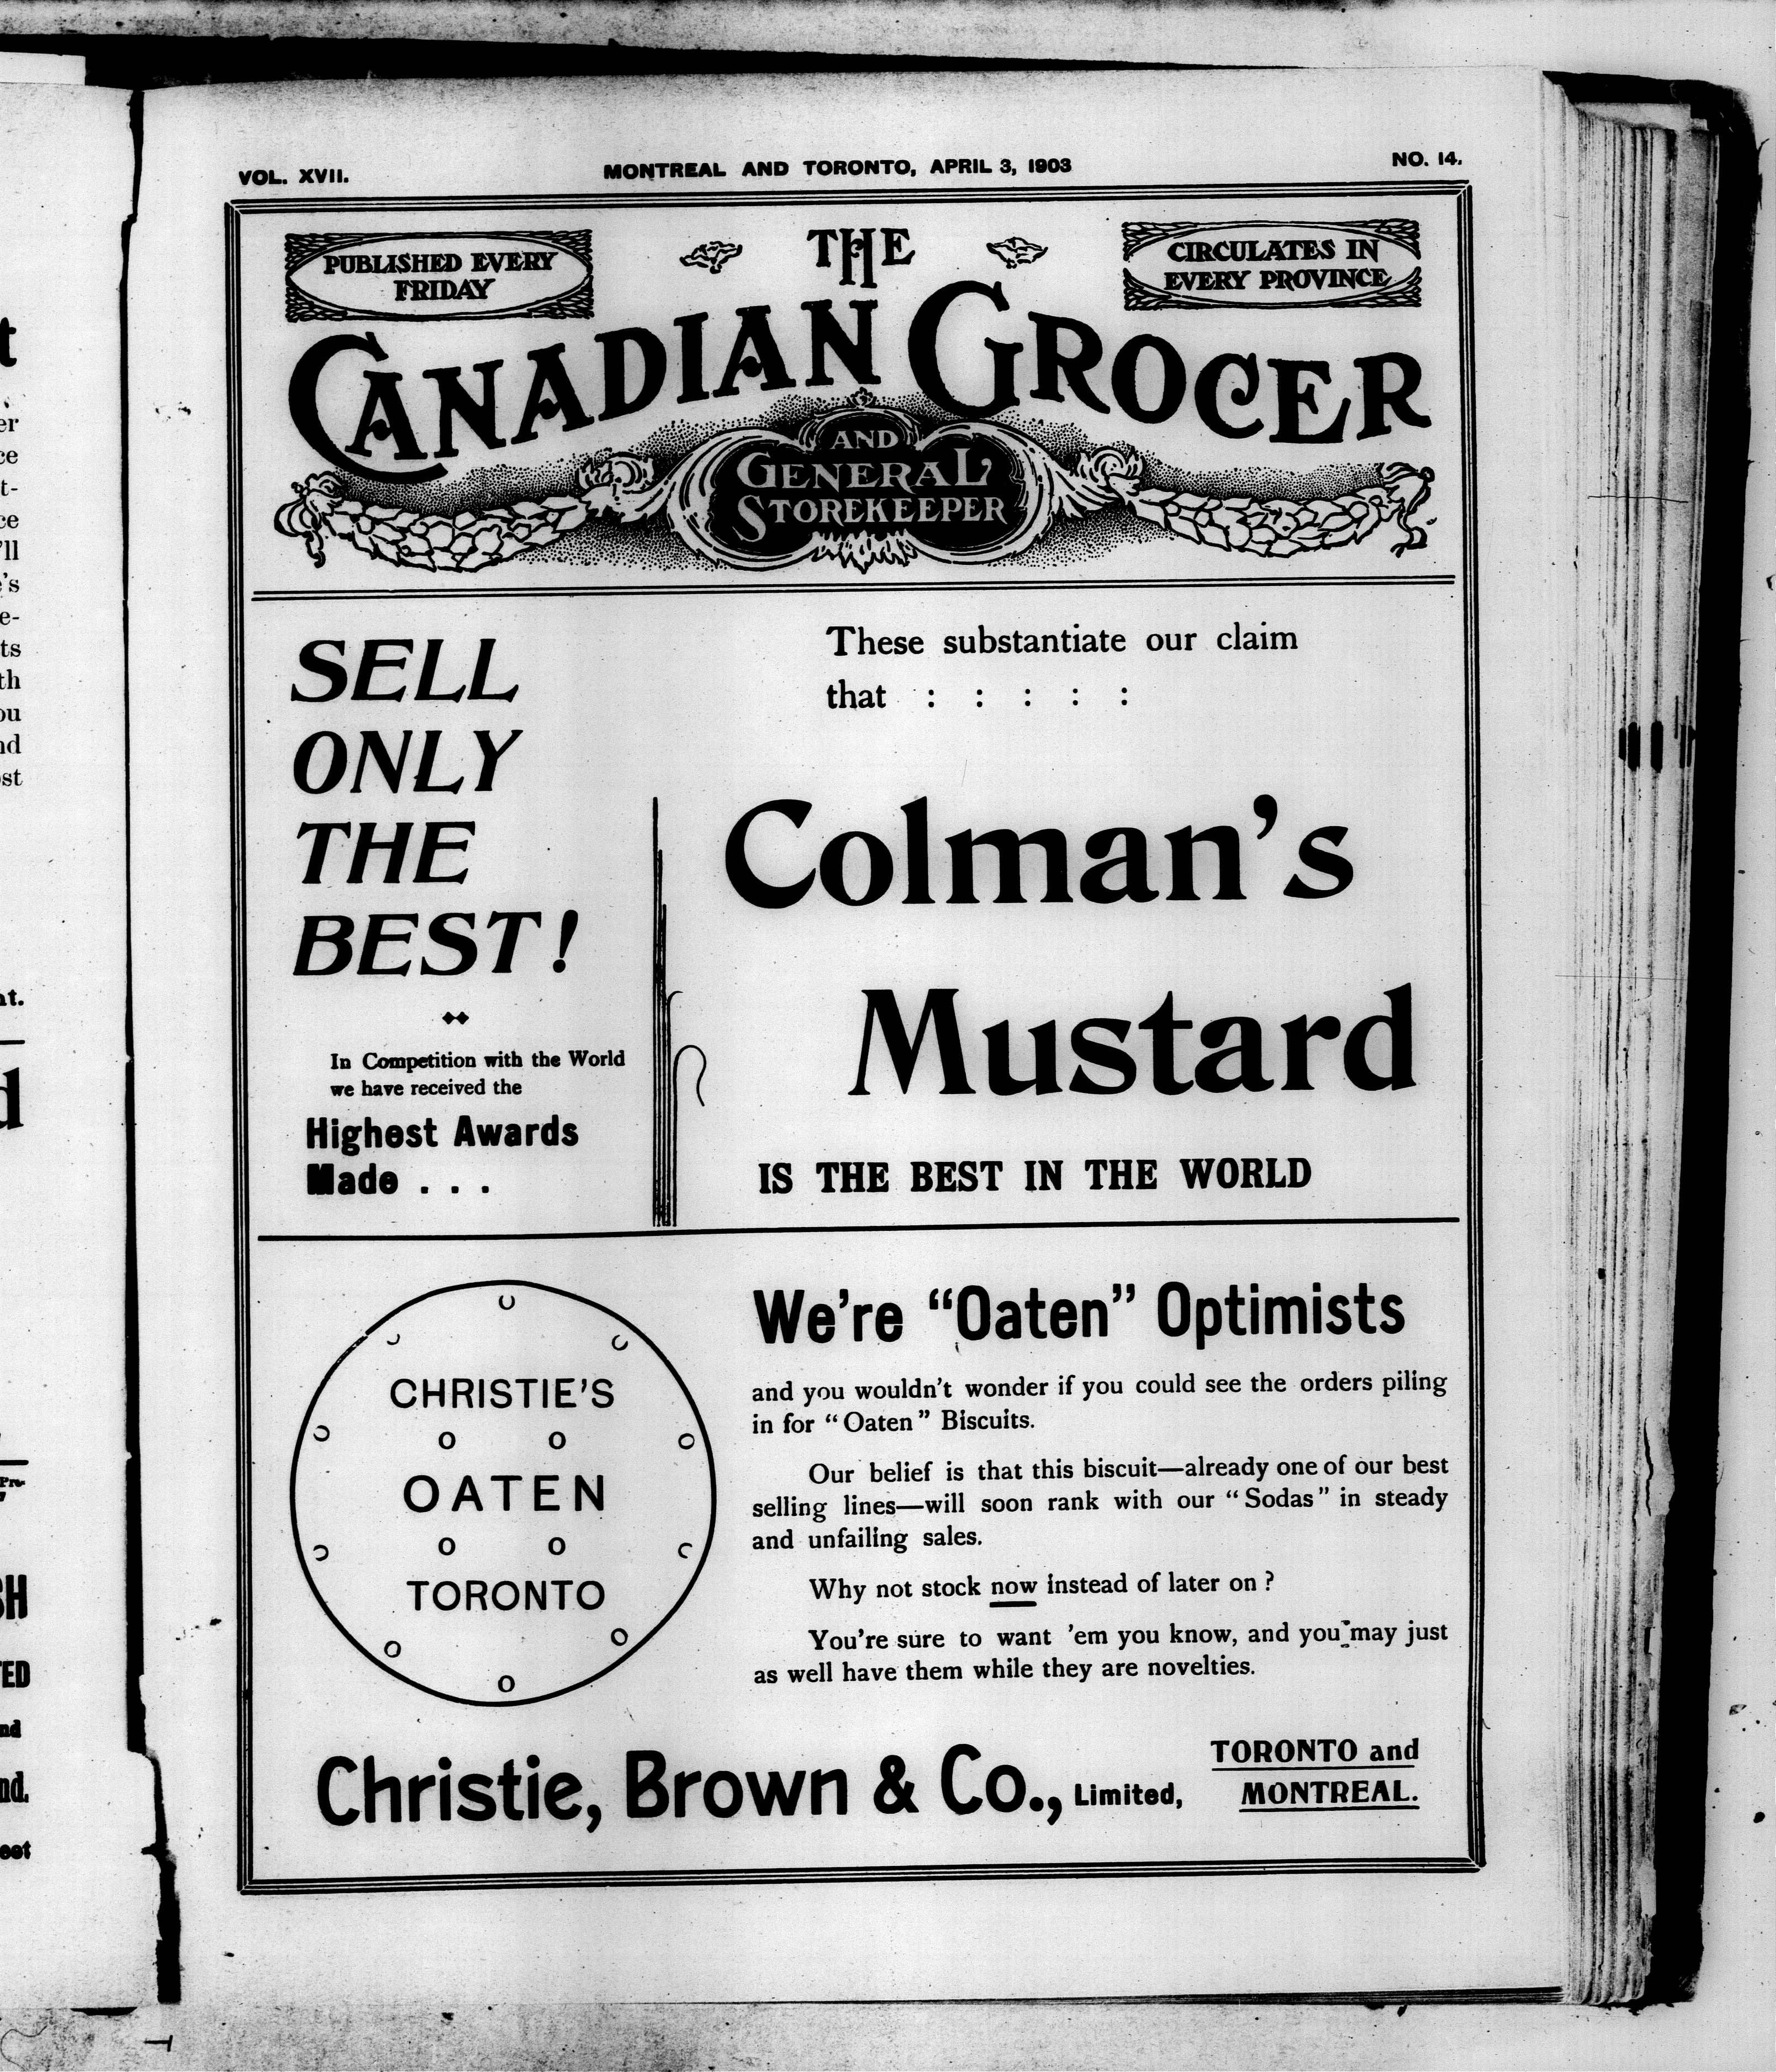 VOL. XVII.
MONTREAL AND TORONTO, APRIL 3, 1903
NO. 14.
PUBLISHED EVERY
FRIDAY
THE
CIRCULATES IN
EVERY PROVINCE
CANADIAN GROCER
AND
GENERAL
STOREKEEPER
SELL
ONLY
THE
BEST!
In Competition with the World
we have received the
Highest Awards
Made . . .
These substantiate our claim
that : : : : :
Colman's
Mustard
IS THE BEST IN THE WORLD
CHRISTIE'S
OATEN
TORONTO
We're "Oaten" Optimists
and you wouldn't wonder if you could see the orders piling
in for "Oaten" Biscuits.
Our belief is that this biscuit—already one of our best
selling lines—will soon rank with our "Sodas" in steady
and unfailing sales.
Why not stock now instead of later on?
You're sure to want 'em you know, and you may just
as well have them while they are novelties.
Christie, Brown & Co., Limited,
TORONTO and
MONTREAL.